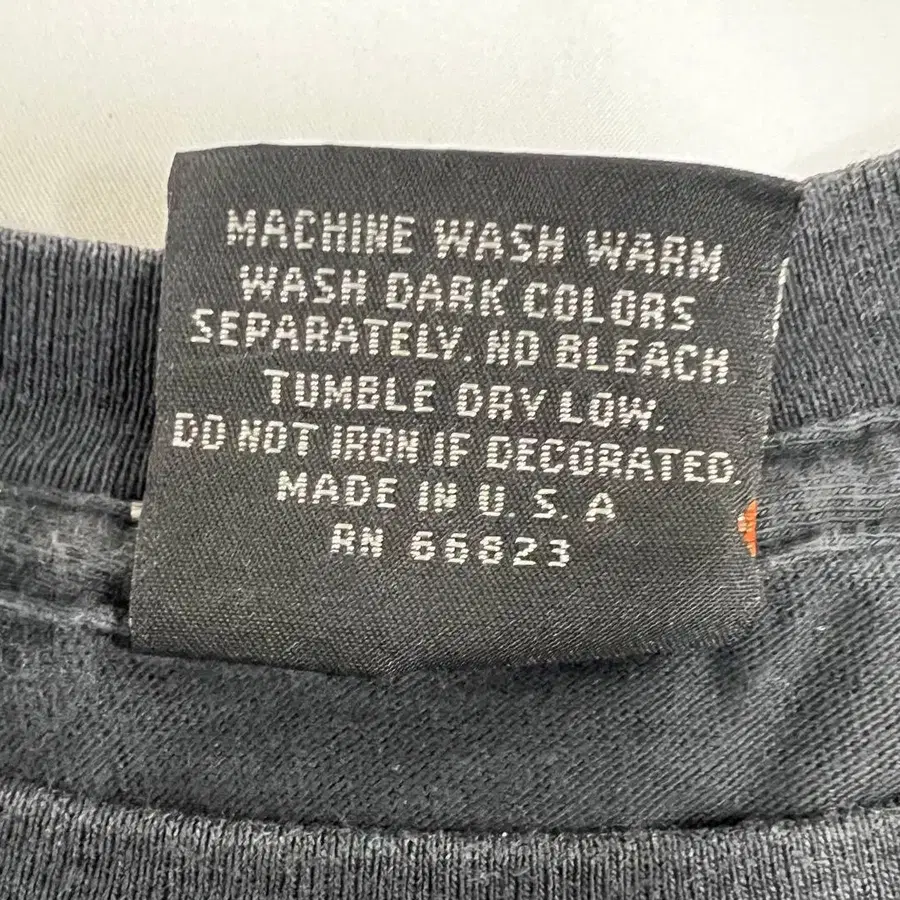 MACHINE WASH WARM.
WASH DARK COLORS
SEPARATELY. NO BLEACH.
TUMBLE DRY LOW.
DO NOT IRON IF DECORATED.
MADE IN U.S.A
RN 66623